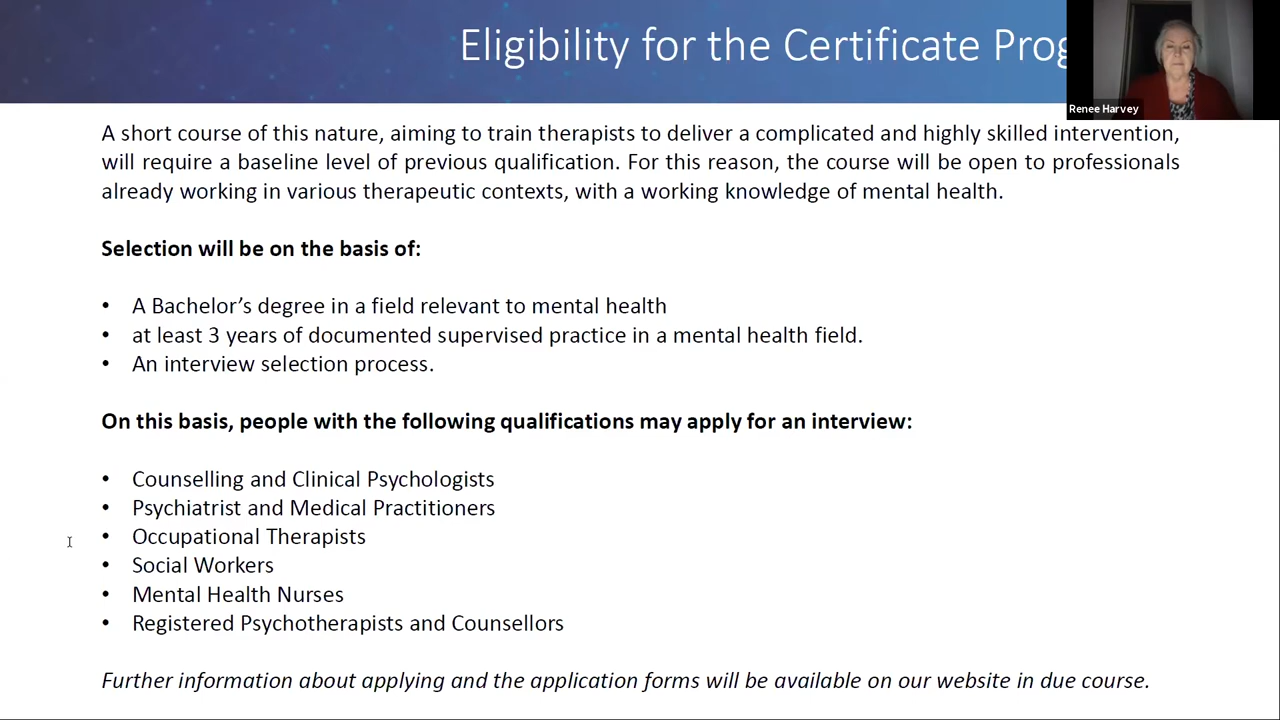 Eligibility for the Certificate Prog
Renee Harvey
A short course of this nature, aiming to train therapists to deliver a complicated and highly skilled intervention,
will require a baseline level of previous qualification. For this reason, the course will be open to professionals
already working in various therapeutic contexts, with a working knowledge of mental health.
Selection will be on the basis of:
• A Bachelor’s degree in a field relevant to mental health
• at least 3 years of documented supervised practice in a mental health field.
• An interview selection process.
On this basis, people with the following qualifications may apply for an interview:
• Counselling and Clinical Psychologists
• Psychiatrist and Medical Practitioners
• Occupational Therapists
• Social Workers
• Mental Health Nurses
• Registered Psychotherapists and Counsellors
Further information about applying and the application forms will be available on our website in due course.